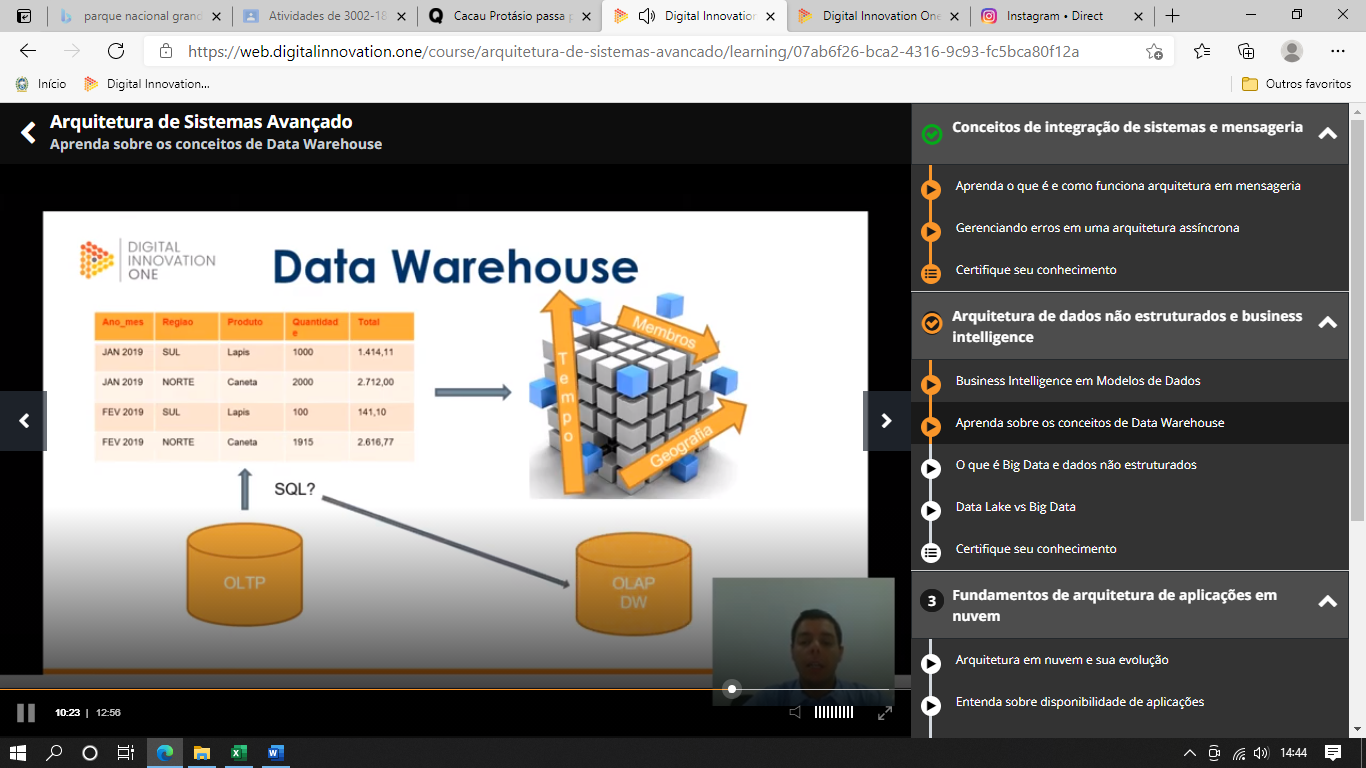 parque nacional grand
Atividades de 3002-18
Cacau Protásio passa p
Digital Innovation
Digital Innovation One
Instagram • Direct
https://web.digitalinnovation.one/course/arquitetura-de-sistemas-avancado/learning/07ab6f26-bca2-4316-9c93-fc5bca80f12a
Início
Digital Innovation...
Outros favoritos
Arquitetura de Sistemas Avançado
Aprenda sobre os conceitos de Data Warehouse
DIGITAL
INNOVATION
ONE
Data Warehouse
Ano_mes Regiao Produto Quantidad
e Total
JAN 2019 SUL Lapis 1000 1.414,11
JAN 2019 NORTE Caneta 2000 2.712,00
FEV 2019 SUL Lapis 100 141,10
FEV 2019 NORTE Caneta 1915 2.616,77
Tempo
Membros
Geografia
SQL?
OLTP
OLAP
DW
10:23 | 12:56
Conceitos de integração de sistemas e mensageria
Aprenda o que é e como funciona arquitetura em mensageria
Gerenciando erros em uma arquitetura assíncrona
Certifique seu conhecimento
Arquitetura de dados não estruturados e business
intelligence
Business Intelligence em Modelos de Dados
Aprenda sobre os conceitos de Data Warehouse
O que é Big Data e dados não estruturados
Data Lake vs Big Data
Certifique seu conhecimento
3 Fundamentos de arquitetura de aplicações em
nuvem
Arquitetura em nuvem e sua evolução
Entenda sobre disponibilidade de aplicações
14:44